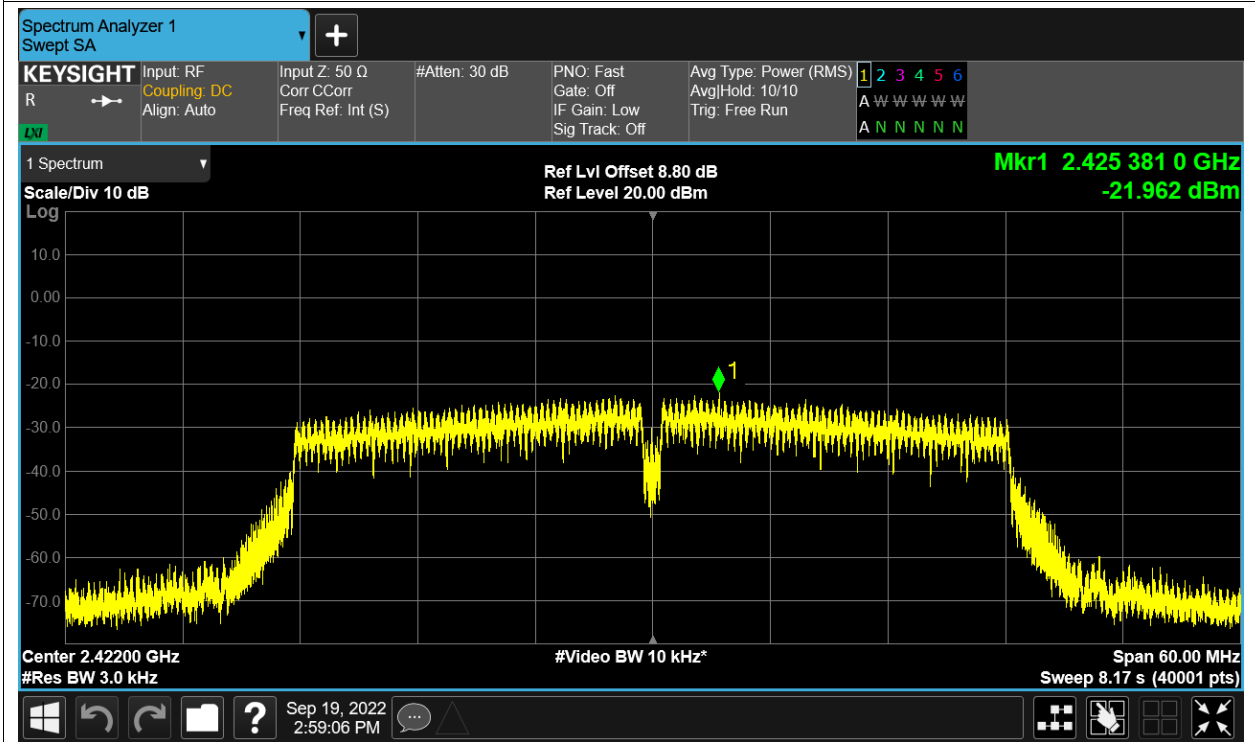 Spectrum Analyzer 1
Swept SA
+
KEYSIGHT
R
LXI
Input: RF
Coupling: DC
Align: Auto
Input Z: 50 Ω
Corr CCorr
Freq Ref: Int (S)
#Atten: 30 dB
PNO: Fast
Gate: Off
IF Gain: Low
Sig Track: Off
Avg Type: Power (RMS)
Avg|Hold: 10/10
Trig: Free Run
1 2 3 4 5 6
A W W W W W
A N N N N N
1 Spectrum
Scale/Div 10 dB
Log
Ref Lvl Offset 8.80 dB
Ref Level 20.00 dBm
Mkr1 2.425 381 0 GHz
-21.962 dBm
10.0
0.00
-10.0
-20.0
-30.0
-40.0
-50.0
-60.0
-70.0
1
Center 2.42200 GHz
#Video BW 10 kHz*
Span 60.00 MHz
#Res BW 3.0 kHz
Sweep 8.17 s (40001 pts)
?
Sep 19, 2022
2:59:06 PM